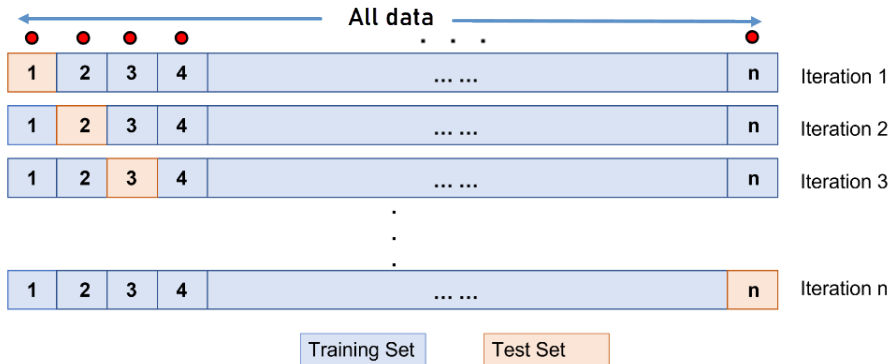 All data
. . .
1 2 3 4 ... ... n Iteration 1
1 2 3 4 ... ... n Iteration 2
1 2 3 4 ... ... n Iteration 3
.
.
.
1 2 3 4 ... ... n Iteration n
Training Set Test Set